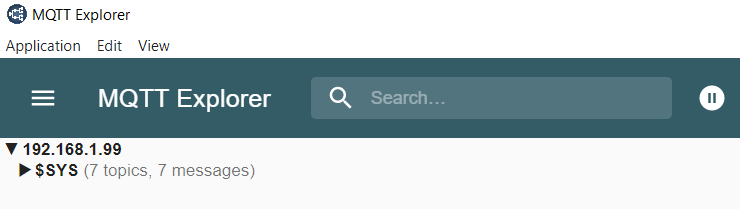 MQTT Explorer
Application Edit View
MQTT Explorer Search...
192.168.1.99
$SYS (7 topics, 7 messages)